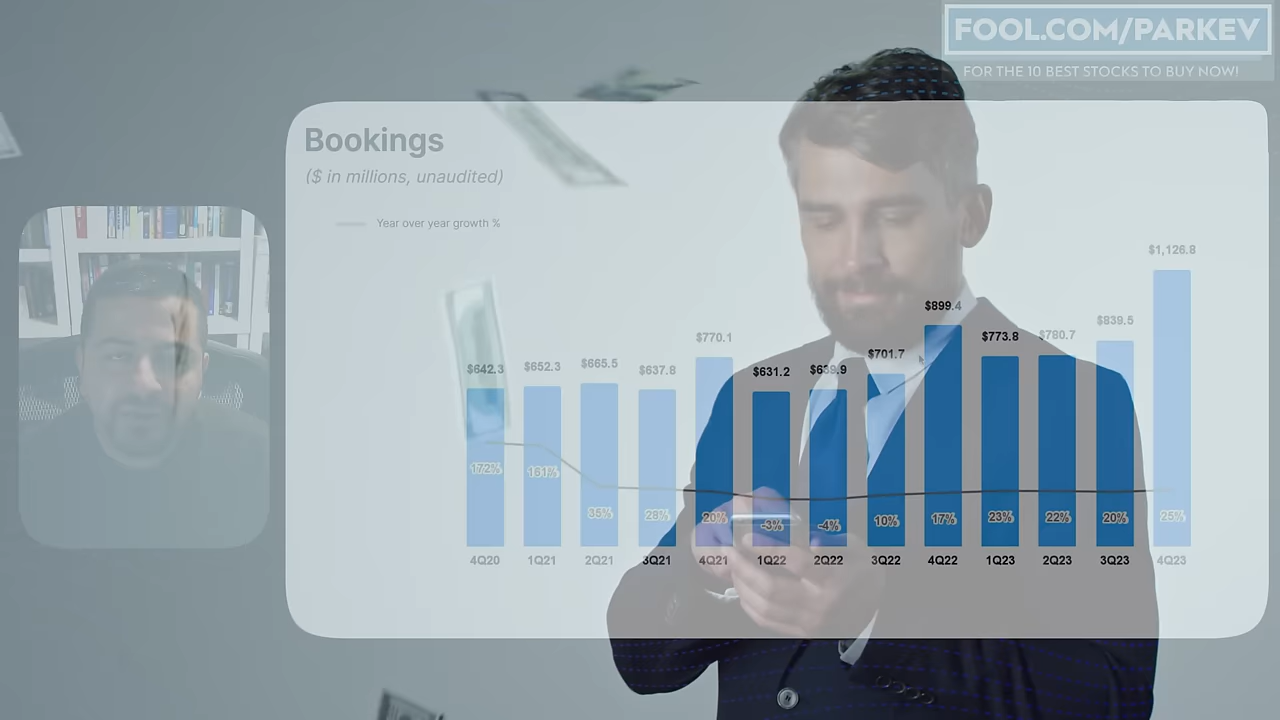 FOOL.COM/PARKEV
FOR THE 10 BEST STOCKS TO BUY NOW!
Bookings
($ in millions, unaudited)
Year over year growth %
$642.3 $652.3 $665.5 $637.8 $770.1 $631.2 $639.9 $701.7 $899.4 $773.8 $780.7 $839.5 $1,126.8
172% 161% 35% 28% 20% -3% -4% 10% 17% 23% 22% 20% 25%
4Q20 1Q21 2Q21 3Q21 4Q21 1Q22 2Q22 3Q22 4Q22 1Q23 2Q23 3Q23 4Q23